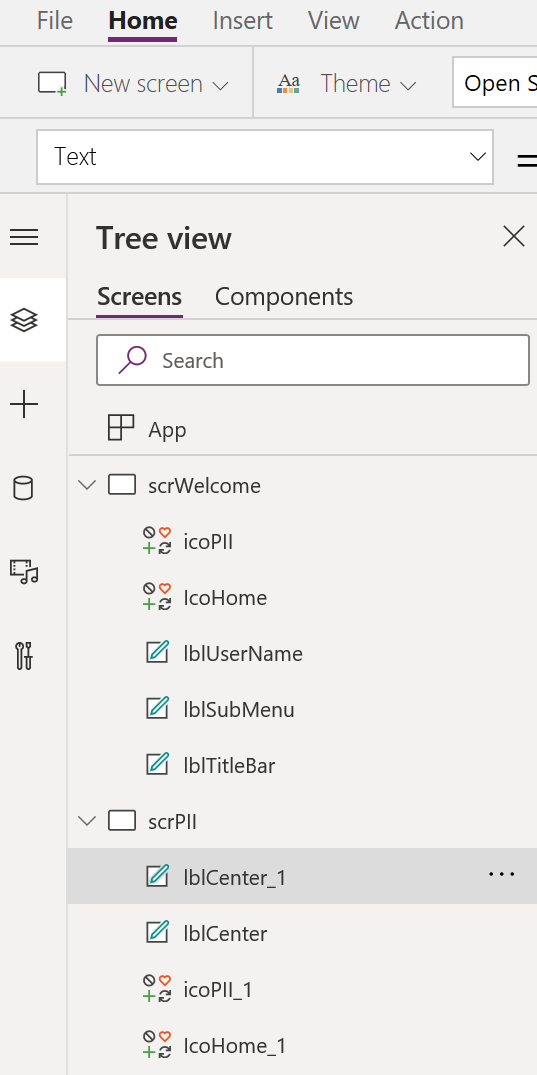 File Home Insert View Action
New screen Aa Theme Open S
Text =
Tree view
Screens Components
Search
App
scrWelcome
icoPII
IcoHome
lblUserName
lblSubMenu
lblTitleBar
scrPII
lblCenter_1
lblCenter
icoPII_1
IcoHome_1